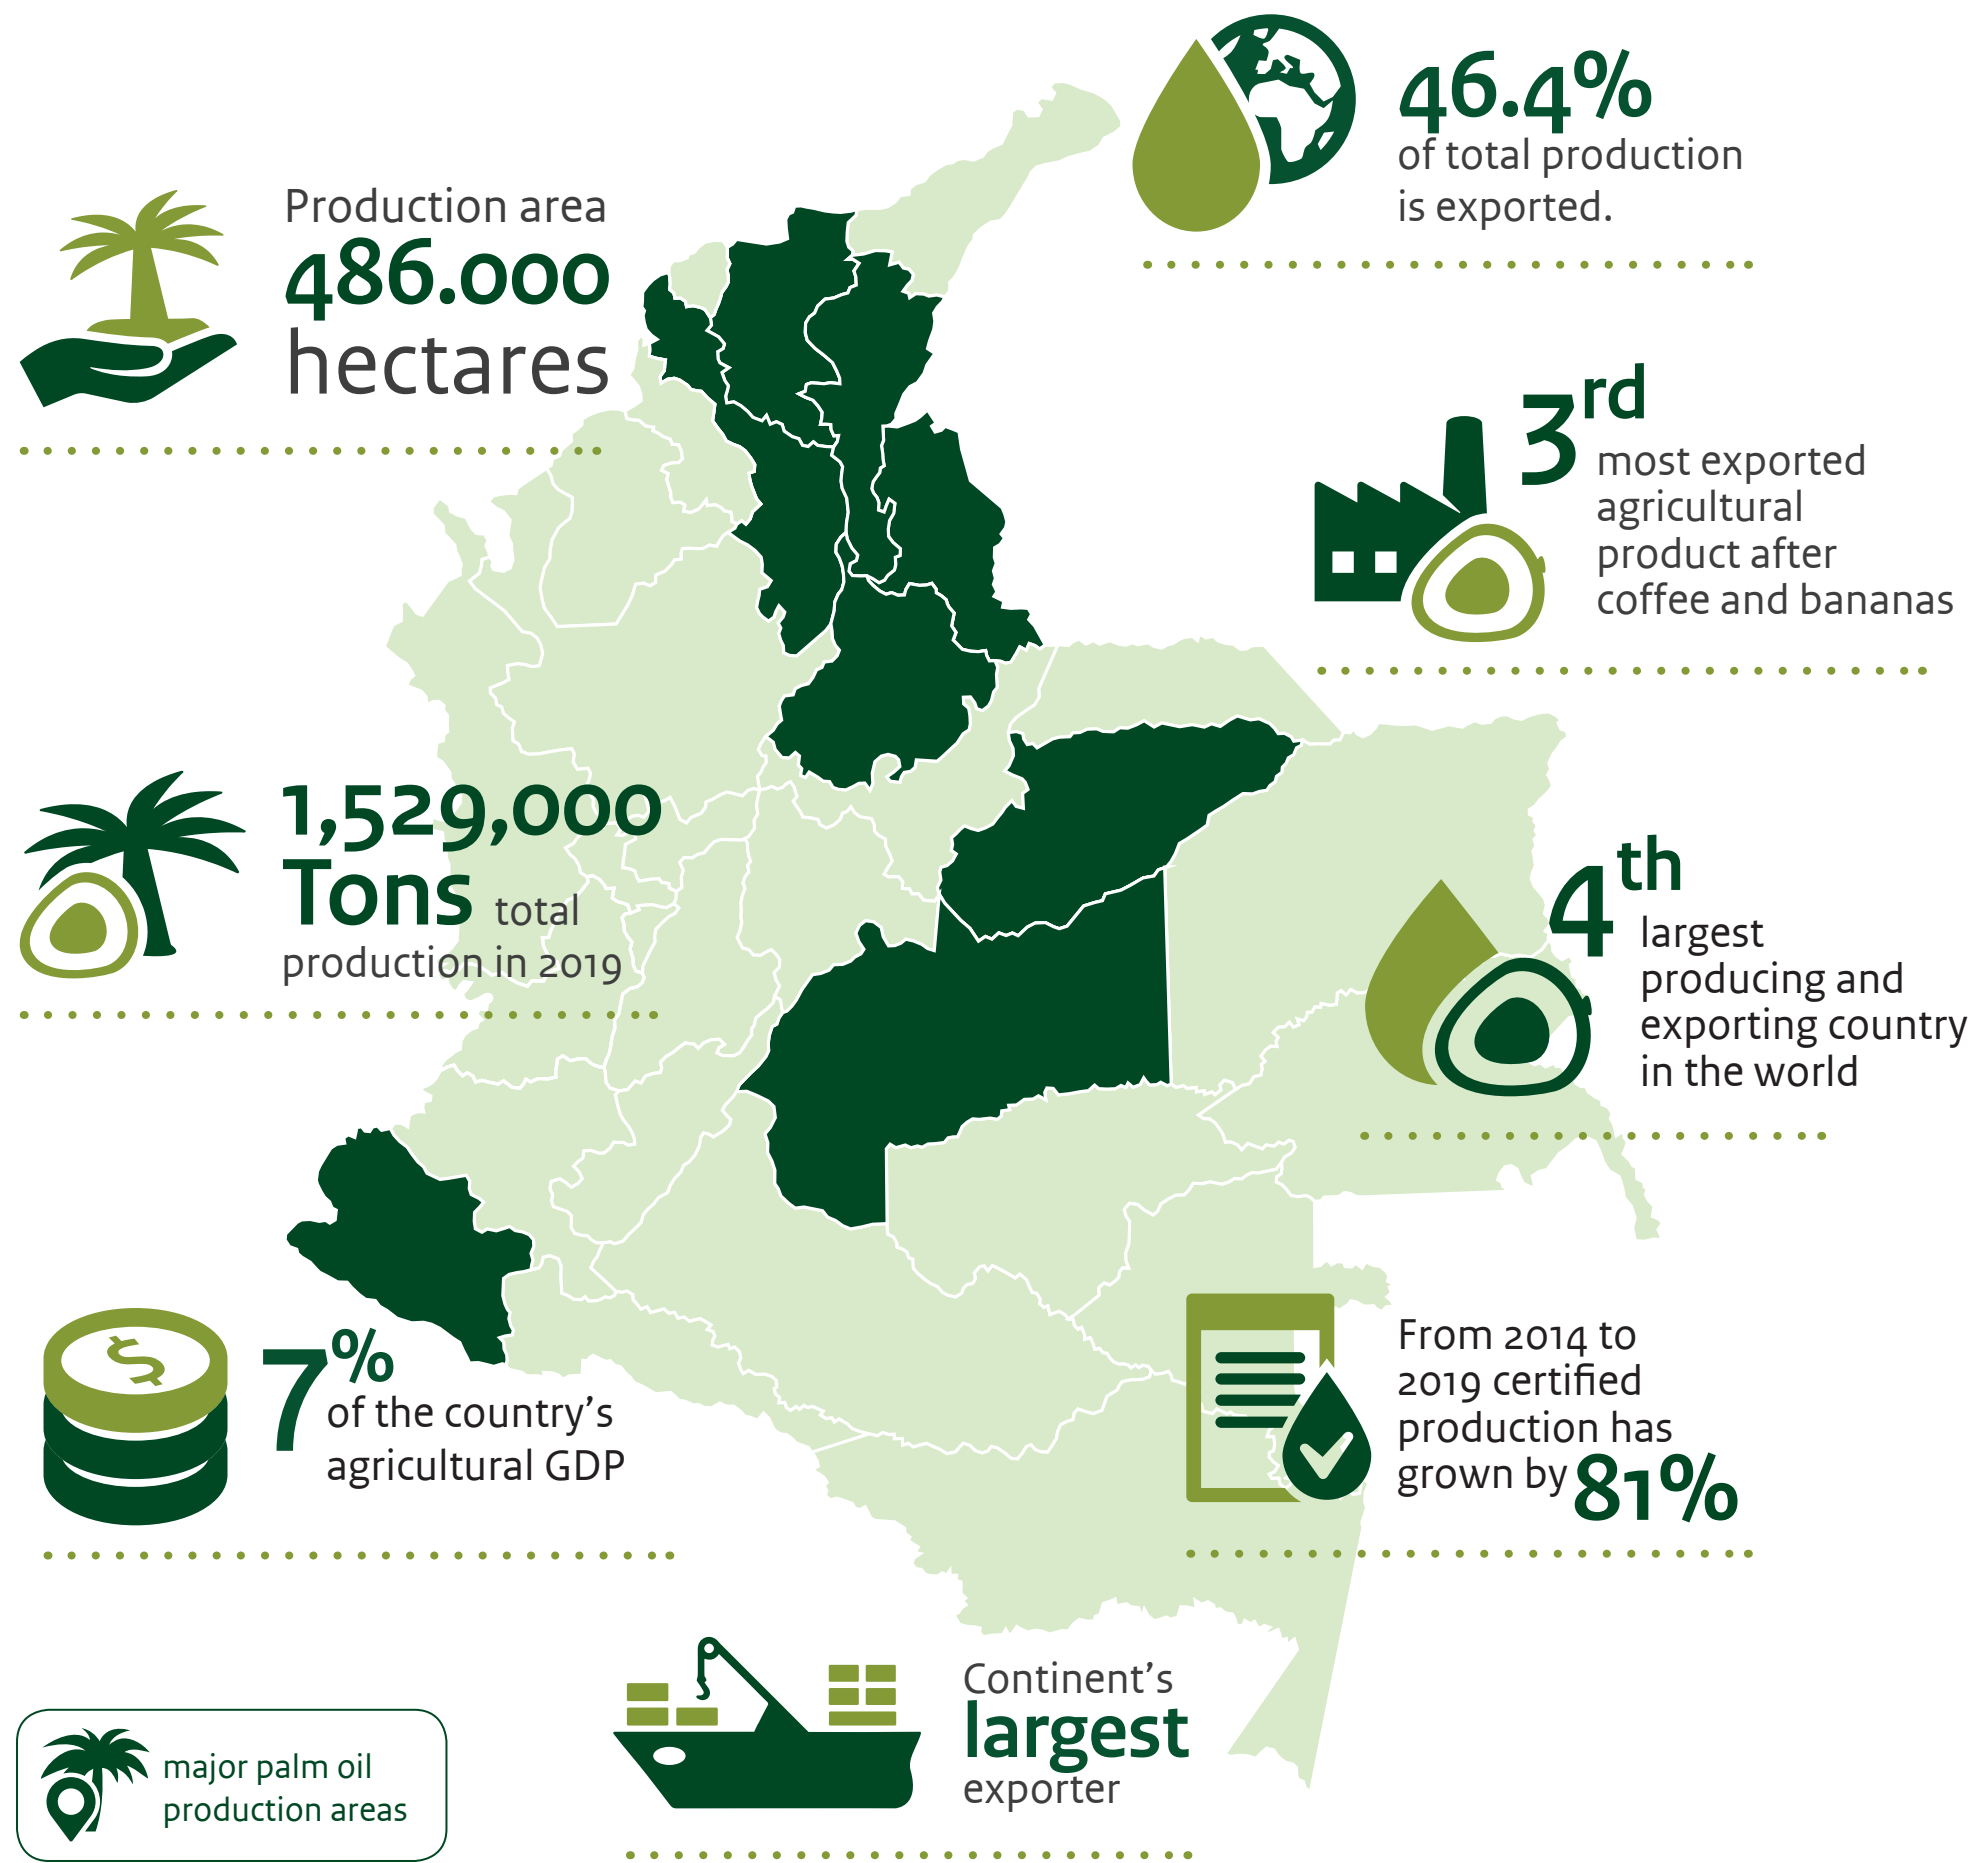 46.4%
of total production
is exported.
Production area
486.000
hectares
3rd
most exported
agricultural
product after
coffee and bananas
1,529,000
Tons total
production in 2019
4th
largest
producing and
exporting country
in the world
7%
of the country's
agricultural GDP
$
From 2014 to
2019 certified
production has
grown by 81%
Continent's
largest
exporter
major palm oil
production areas